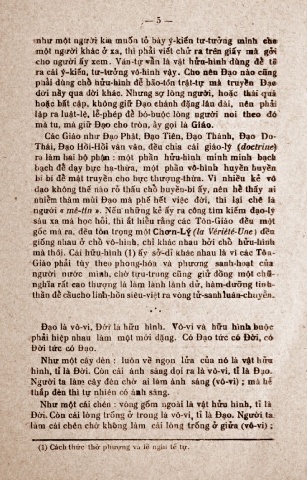 — 5 —
như một người kia muốn tỏ bày ý-kiến tư-tưởng mình cho
một người khác ở xa, thì phải viết chữ ra trên giấy mà gởi
cho người ấy xem. Văn-tự vẫn là vật hữu-hình dùng để tẽ
ra cái ý-kiến, tư-tưởng vô-hình vậy. Cho nên Đạo nào cũng
phải dùng chỗ hữu-hình để bảo-tồn trật-tự mà truyền Đạo
dời nầy qua dời khác. Nhưng sợ lòng người, hoặc thái quá
hoặc bất cập, không giữ Đạo chánh đặng lâu dài, nên phải
lập ra luật-lệ, lễ-phép để bó-buộc lòng người noi theo đó
mà tu, mà giữ Đạo cho tròn, ấy gọi là Giáo.
Các Giáo như Đạo Phật, Đạo Tiên, Đạo Thánh, Đạo Do-
Thái, Đạo Hồi-Hồi vân vân, đều chia cái giáo-lý (doctrine)
ra làm hai bộ phận : một phần hữu-hình minh minh bạch
bạch để dạy bực hạ-thừa, một phần vô-hình huyền huyền
bí bí để mật truyền cho bực thượng-thừa. Vì nhiều kẻ vô
đạo không thể nào rõ thấu chỗ huyền-bí ấy, nên hễ thấy ai
nhiễm thâm mùi Đạo mà phế hết việc đời, thì lại chê là
người « mê-tín ». Nếu những kẻ ấy ra công tìm kiếm đạo-lý
sâu xa mà học hỏi, thì ắt hiểu rằng các Tôn-Giáo đều một
gốc mà ra, đều tôn trọng một Chơn-Lý (la Vérité-Une) đều
giống nhau ở chỗ vô-hình, chỉ khác nhau bởi chỗ hữu-hình
mà thôi. Cái hữu-hình (1) ấy sở-dĩ khác nhau là vì các Tôn-
Giáo phải tùy theo phong-hóa và phương sanh-hoạt của
người nước mình, chớ tựu-trung cũng giữ đồng một chủ-
nghĩa rất cao thượng là làm lành lánh dữ, hàm-dưỡng tinh-
thần để cầu cho linh-hồn siêu-việt ra vòng tử-sanh luân-chuyển.
* * *
Đạo là vô-vi, Đời là hữu hình. Vô-vi và hữu hình buộc
phải hiệp nhau làm một mới đặng. Có Đạo tức có Đời, có
Đời tức có Đạo.
Như một cây đèn : luôn về ngọn lửa của nó là vật hữu
hình, tỉ là Đời. Còn cái ánh sáng dọi ra là vô-vi, tỉ là Đạo.
Người ta làm cây đèn chờ ai làm ánh sáng (vô-vi) ; mà hễ
thắp đèn thì tự nhiên có ánh sáng.
Như một cái chén : vòng gốm ngoài là vật hữu hình, tỉ là
Đời. Còn cái lòng trống ở trong là vô-vi, tỉ là Đạo. Người ta
làm cái chén chớ không làm cái lòng trống ở giữa (vô-vi) ;
(1) Cách thức thờ phượng và lễ nghi tế tự.